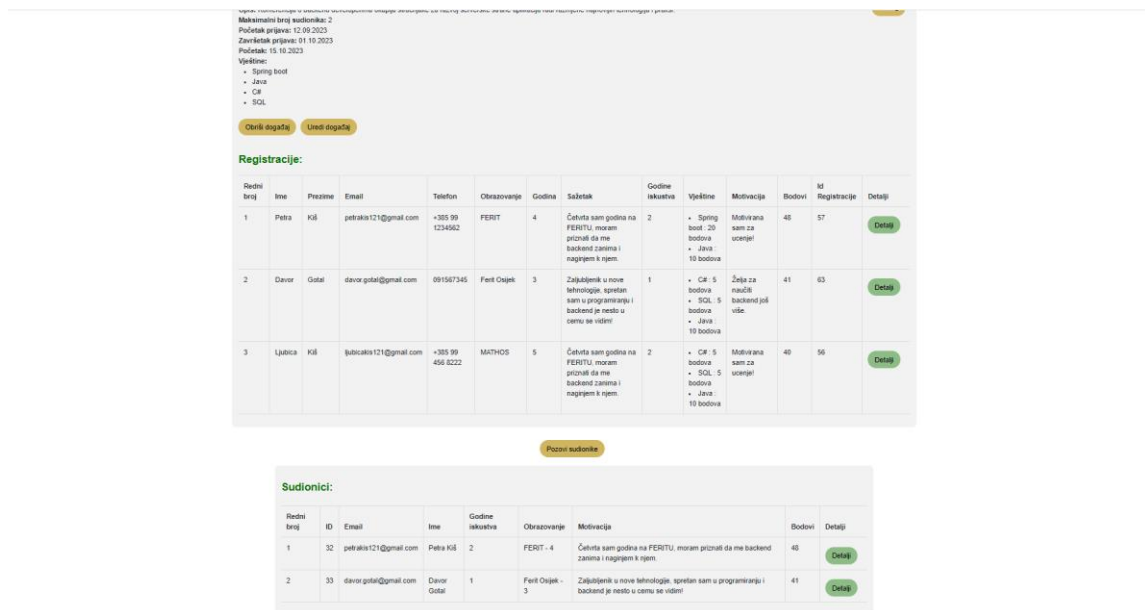 Maksimalni broj sudionika: 2
Početak prijava: 12.09.2023
Završetak prijava: 01.10.2023
Početak: 15.10.2023
Vještine:
• Spring boot
• Java
• C#
• SQL
Obriši događaj Uredi događaj
Registracije:
Redni broj Ime Prezime Email Telefon Obrazovanje Godina Sažetak Godine iskustva Vještine Motivacija Bodovi Id Registracije Detalji
1 Petra Kiš petrakis121@gmail.com +385 99 1234562 FERIT 4 Četvrta sam godina na 2 • Spring Motivirana 48 57 Detalji
FERITU, moram boot : 20 sam za
priznati da me bodova ucenje!
backend zanima i • Java :
naginjem k njem. 10 bodova
2 Davor Gotal davor.gotal@gmail.com 091567345 Ferit Osijek 3 Zaljubljenik u nove 1 • C# : 5 Želja za 41 63 Detalji
tehnologije, spretan bodova naučiti
sam u programiranju i • SQL : 5 backend još
backend je nesto u bodova više.
cemu se vidim! • Java :
10 bodova
3 Ljubica Kiš ljubicakis121@gmail.com +385 99 456 8222 MATHOS 5 Četvrta sam godina na 2 • C# : 5 Motivirana 40 56 Detalji
FERITU, moram bodova sam za
priznati da me • SQL : 5 ucenje!
backend zanima i bodova
naginjem k njem. • Java :
10 bodova
Pozovi sudionike
Sudionici:
Redni broj ID Email Ime Godine iskustva Obrazovanje Motivacija Bodovi Detalji
1 32 petrakis121@gmail.com Petra Kiš 2 FERIT - 4 Četvrta sam godina na FERITU, moram priznati da me backend 48 Detalji
zanima i naginjem k njem.
2 33 davor.gotal@gmail.com Davor Gotal 1 Ferit Osijek - 3 Zaljubljenik u nove tehnologije, spretan sam u programiranju i 41 Detalji
backend je nesto u cemu se vidim!